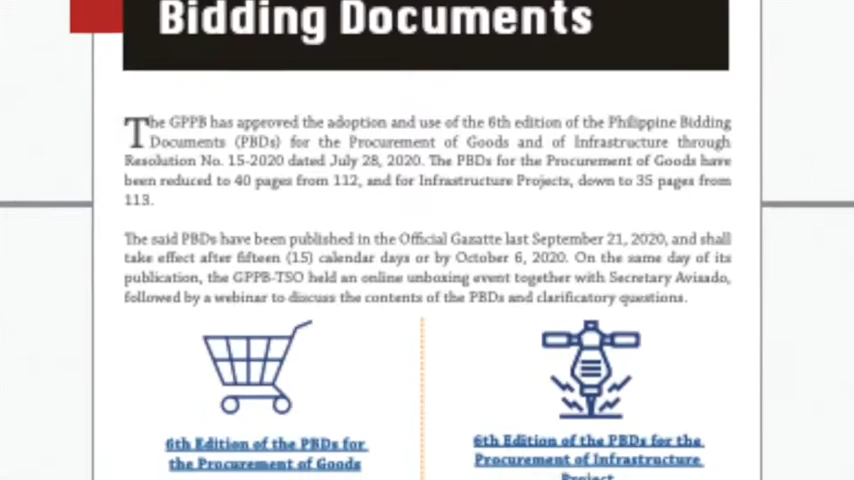 Bidding Documents
The GPPB has approved the adoption and use of the 6th edition of the Philippine Bidding
Documents (PBDs) for the Procurement of Goods and of Infrastructure through
Resolution No. 15-2020 dated July 28, 2020. The PBDs for the Procurement of Goods have
been reduced to 40 pages from 112, and for Infrastructure Projects, down to 35 pages from
113.
The said PBDs have been published in the Official Gazatte last September 21, 2020, and shall
take effect after fifteen (15) calendar days or by October 6, 2020. On the same day of its
publication, the GPPB-TSO held an online unboxing event together with Secretary Avisado,
followed by a webinar to discuss the contents of the PBDs and clarificatory questions.
6th Edition of the PBDs for
the Procurement of Goods
6th Edition of the PBDs for the
Procurement of Infrastructure
Project